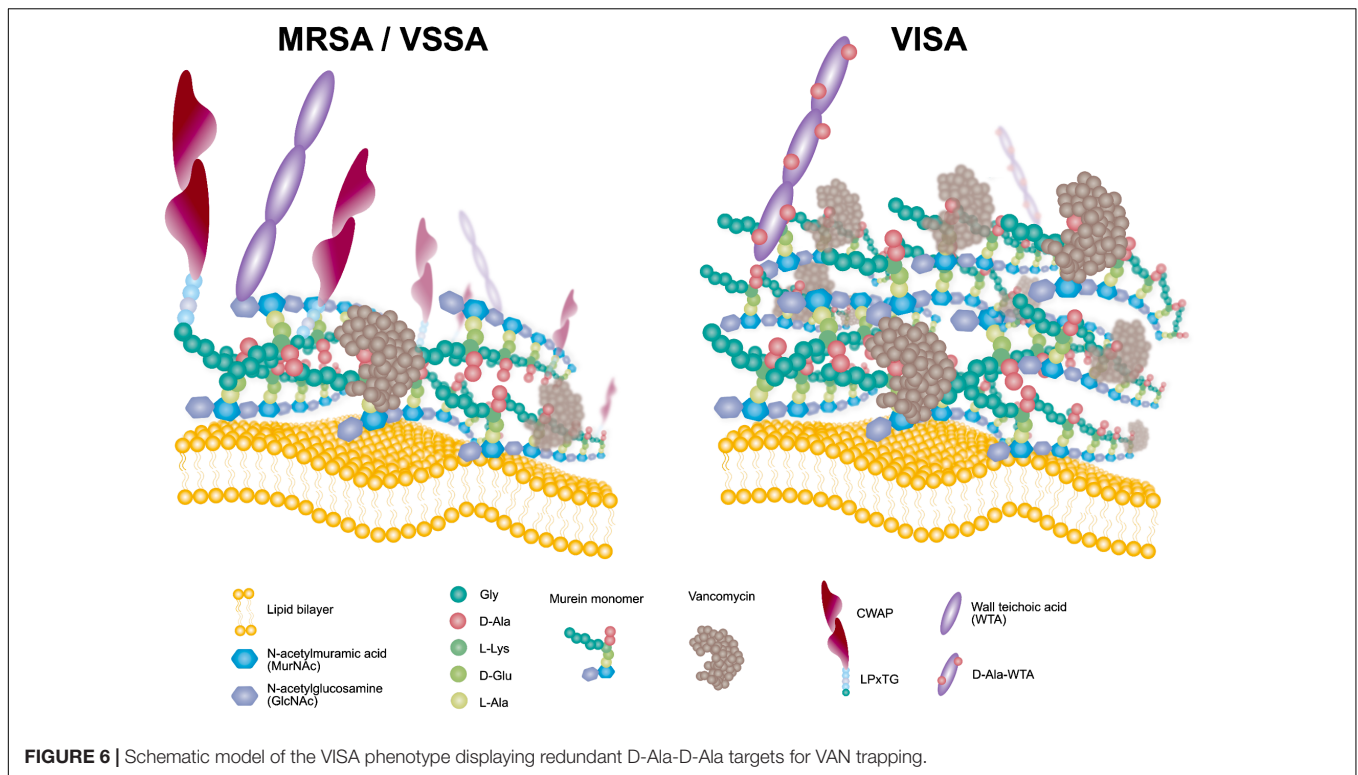 MRSA / VSSA
VISA
Lipid bilayer
N-acetylmuramic acid
(MurNAc)
N-acetylglucosamine
(GlcNAc)
Gly
D-Ala
L-Lys
D-Glu
L-Ala
Murein monomer
Vancomycin
CWAP
LPxTG
Wall teichoic acid
(WTA)
D-Ala-WTA
FIGURE 6 | Schematic model of the VISA phenotype displaying redundant D-Ala-D-Ala targets for VAN trapping.